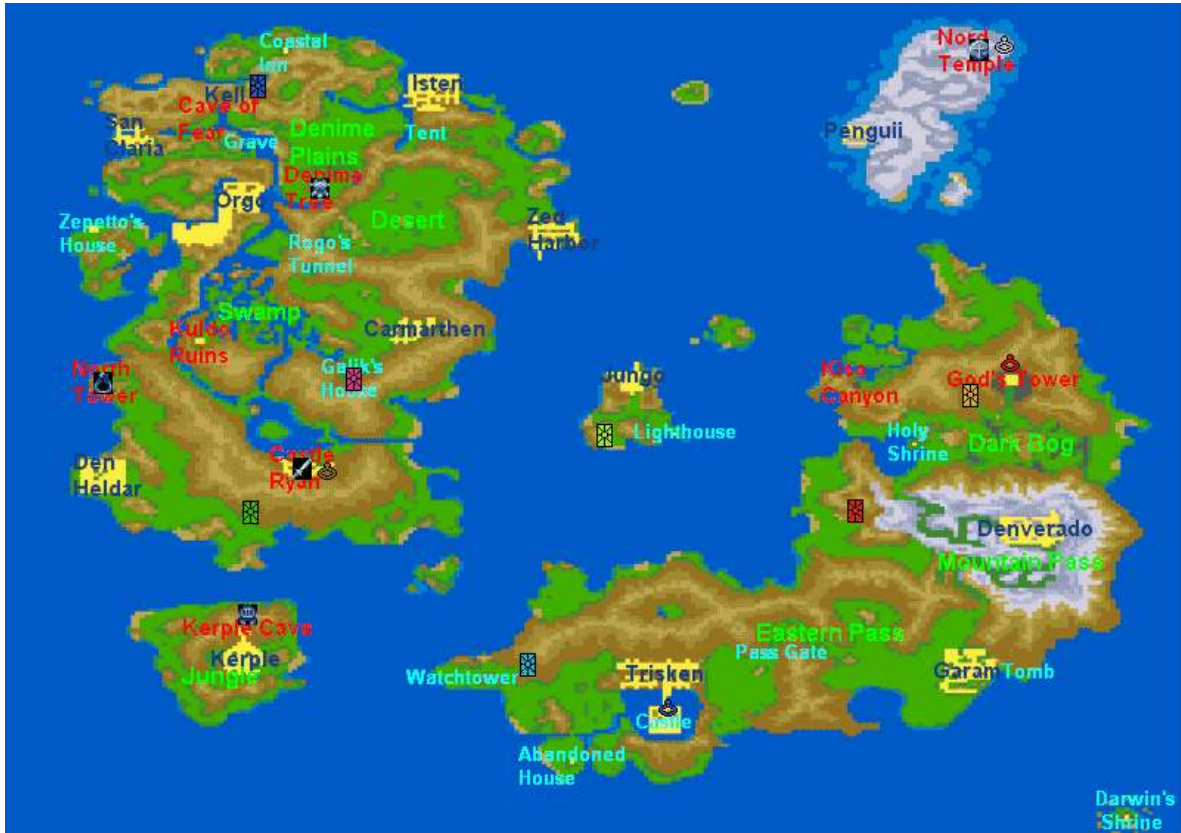 Coastal
Inn
Nord
Temple
Isten
Kell
Cave of
Fear
San
Claria
Grave
Denime
Plains
Tent
Penguii
Denime
Tree
Orgo
Zepetto's
House
Desert
Zed
Harbor
Rogo's
Tunnel
Swamp
Kuldo
Ruins
Carmarthen
North
Tower
Galik's
House
Jungo
Kisa
Canyon
God's Tower
Lighthouse
Holy
Shrine
Dark Bog
Castle
Ryan
Den
Heldar
Denverado
Mountain Pass
Kerple Cave
Kerple
Jungle
Eastern Pass
Pass Gate
Watchtower
Trisken
Garam
Tomb
Castle
Abandoned
House
Darwin's
Shrine